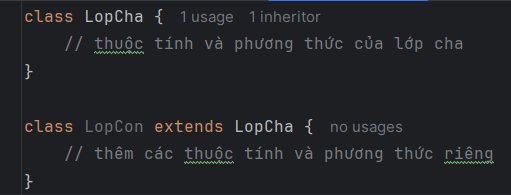 class LopCha { 1 usage 1 inheritor
// thuộc tính và phương thức của lớp cha
}
class LopCon extends LopCha { no usages
// thêm các thuộc tính và phương thức riêng
}